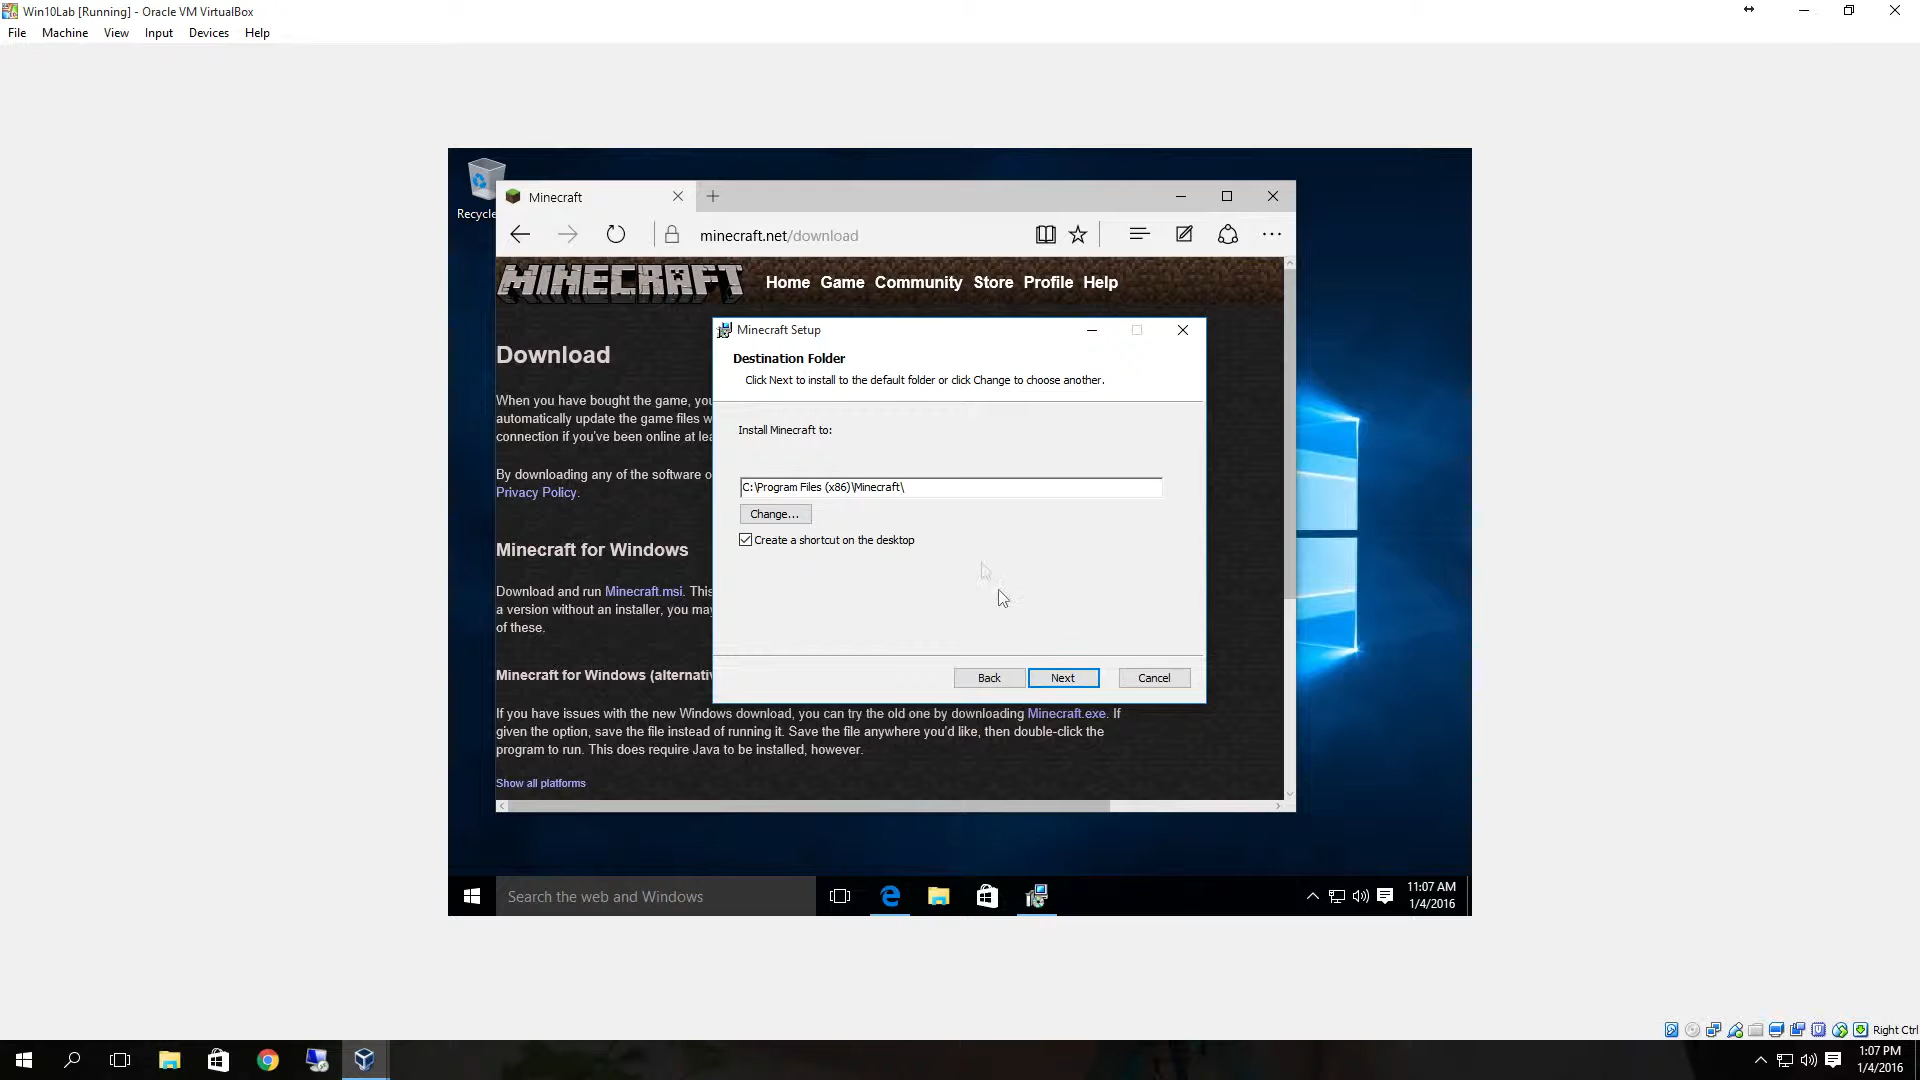 Win10Lab [Running] - Oracle VM VirtualBox
File Machine View Input Devices Help
Recycle
Minecraft
minecraft.net/download
MINECRAFT
Home Game Community Store Profile Help
Download
When you have bought the game, you
automatically update the game files w
connection if you've been online at lea
By downloading any of the software o
Privacy Policy.
Minecraft for Windows
Download and run Minecraft.msi. This
a version without an installer, you may
of these.
Minecraft for Windows (alternativ
If you have issues with the new Windows download, you can try the old one by downloading Minecraft.exe. If
given the option, save the file instead of running it. Save the file anywhere you'd like, then double-click the
program to run. This does require Java to be installed, however.
Show all platforms
Minecraft Setup
Destination Folder
Click Next to install to the default folder or click Change to choose another.
Install Minecraft to:
C:\Program Files (x86)\Minecraft\
Change...
Create a shortcut on the desktop
Back Next Cancel
Search the web and Windows
11:07 AM
1/4/2016
Right Ctrl
1:07 PM
1/4/2016